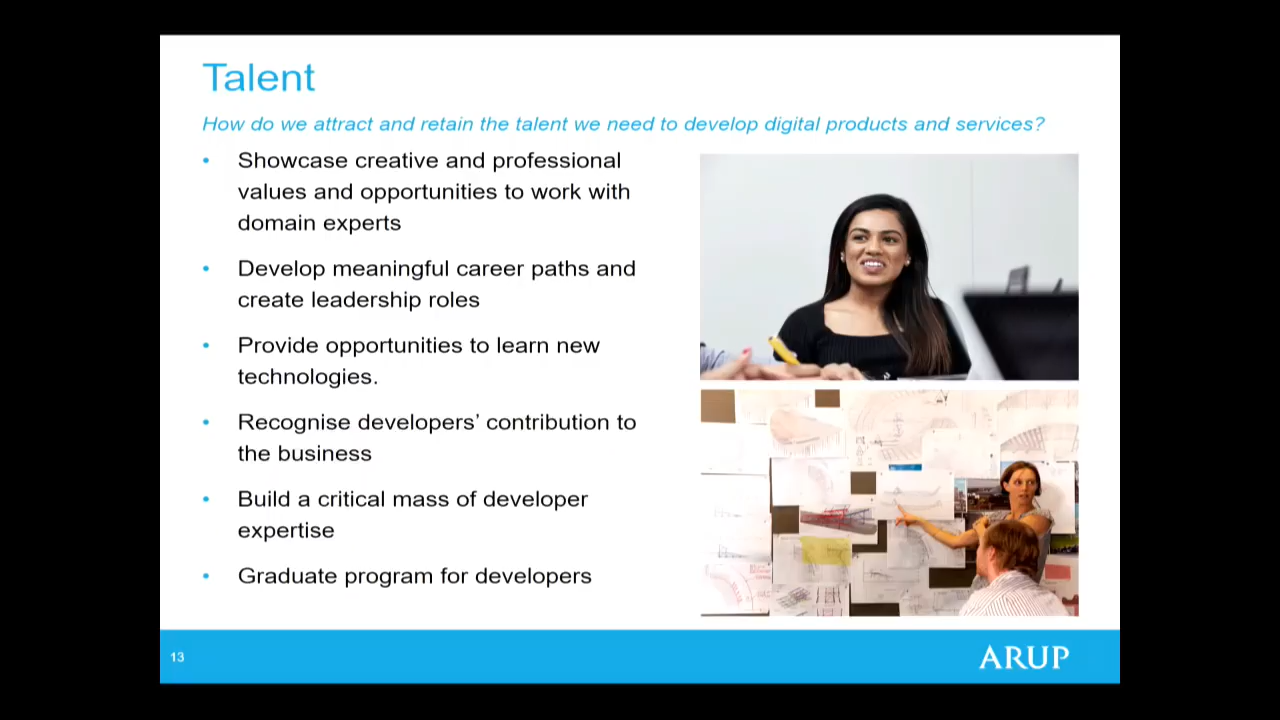 Talent
How do we attract and retain the talent we need to develop digital products and services?
• Showcase creative and professional
values and opportunities to work with
domain experts
• Develop meaningful career paths and
create leadership roles
• Provide opportunities to learn new
technologies.
• Recognise developers’ contribution to
the business
• Build a critical mass of developer
expertise
• Graduate program for developers
13
ARUP